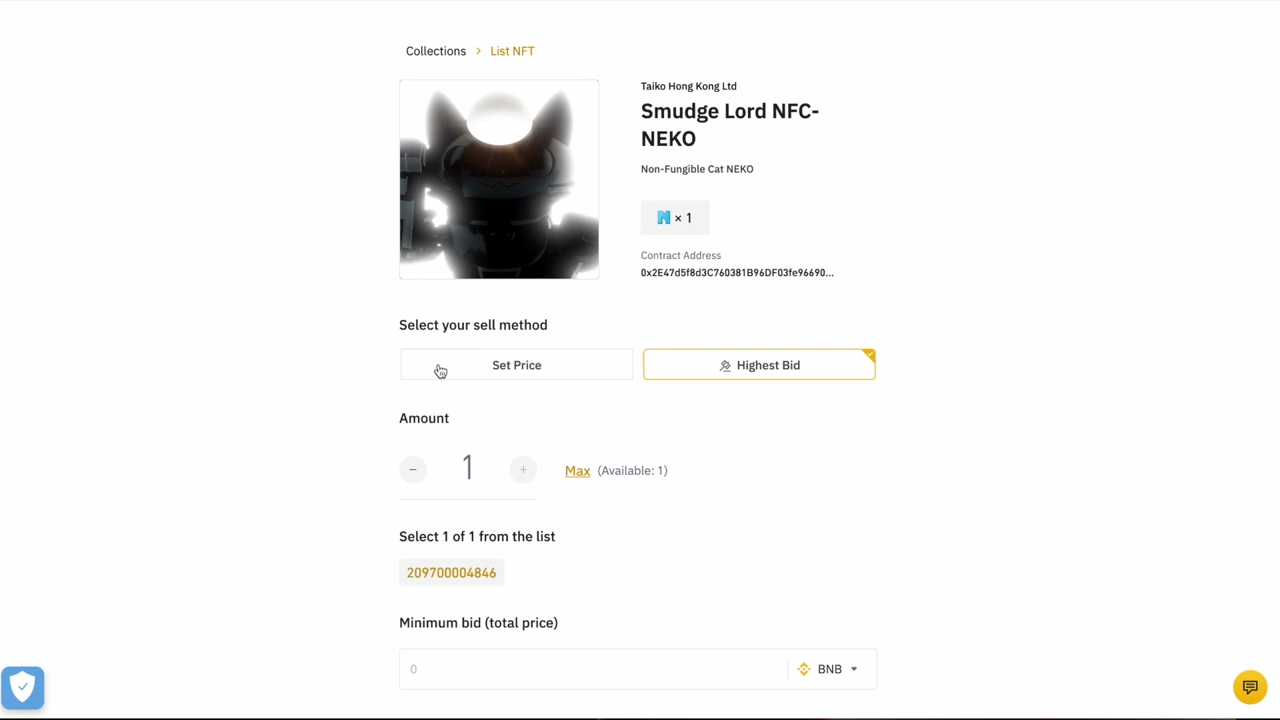 Collections > List NFT
Taiko Hong Kong Ltd
Smudge Lord NFC-
NEKO
Non-Fungible Cat NEKO
N × 1
Contract Address
0x2E47d5f8d3C760381B96DF03fe96690...
Select your sell method
Set Price
Highest Bid
Amount
− 1 + Max (Available: 1)
Select 1 of 1 from the list
209700004846
Minimum bid (total price)
0 BNB